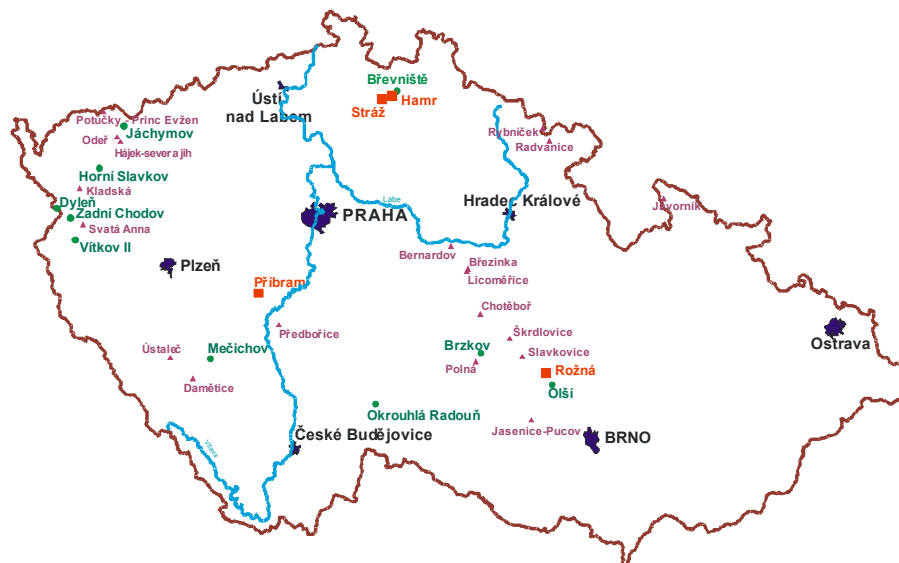 Břevniště
Hamr
Stráž
Ústí
nad Labem
Potůčky - Princ Evžen
Jáchymov
Odeř
Hájek-sever a jih
Rybníček
Radvanice
Horní Slavkov
Kladská
Dyleň
Zadní Chodov
Svatá Anna
Vítkov II
Labe
PRAHA
Hradec Králové
Javorník
Bernardov
Březinka
Licoměřice
Plzeň
Příbram
Chotěboř
Předbořice
Škrdlovice
Ostrava
Ústaleč
Mečichov
Brzkov
Slavkovice
Polná
Rožná
Damětice
Olší
Okrouhlá Radouň
Jasenice-Pucov
České Budějovice
BRNO
Vltava